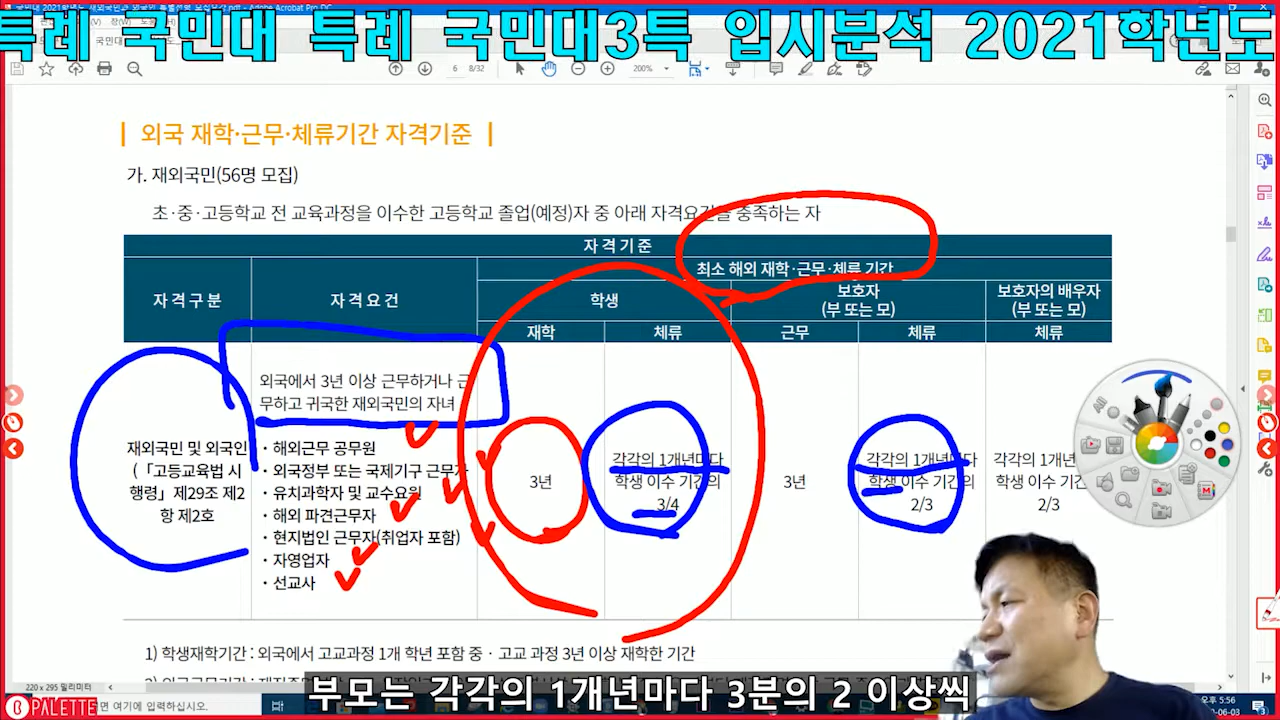 특례 국민대 특례 국민대3특 입시분석 2021학년도
6 8/32
200%
외국 재학·근무·체류기간 자격기준
가. 재외국민(56명 모집)
초·중·고등학교 전 교육과정을 이수한 고등학교 졸업(예정)자 중 아래 자격요건을 충족하는 자
자격기준
최소 해외 재학·근무·체류 기간
자격구분 자격요건 학생 보호자 (부 또는 모) 보호자의 배우자 (부 또는 모)
재학 체류 근무 체류 체류
외국에서 3년 이상 근무하거나 근
무하고 귀국한 재외국민의 자녀
재외국민 및 외국인
(「고등교육법 시
행령」 제29조 제2
항 제2호
· 해외근무 공무원
· 외국정부 또는 국제기구 근무자
· 유치과학자 및 교수요원
· 해외 파견근무자
· 현지법인 근무자(취업자 포함)
· 자영업자
· 선교사
3년
각각의 1개년마다
학생 이수 기간의
3/4
3년
각각의 1개년마다
학생 이수 기간의
2/3
각각의 1개년
학생 이수 기간
2/3
1) 학생재학기간 : 외국에서 고교과정 1개 학년 포함 중 · 고교 과정 3년 이상 재학한 기간
220 x 295 밀리미터
부모는 각각의 1개년마다 3분의 2 이상씩
PALETTE
오후 5:56